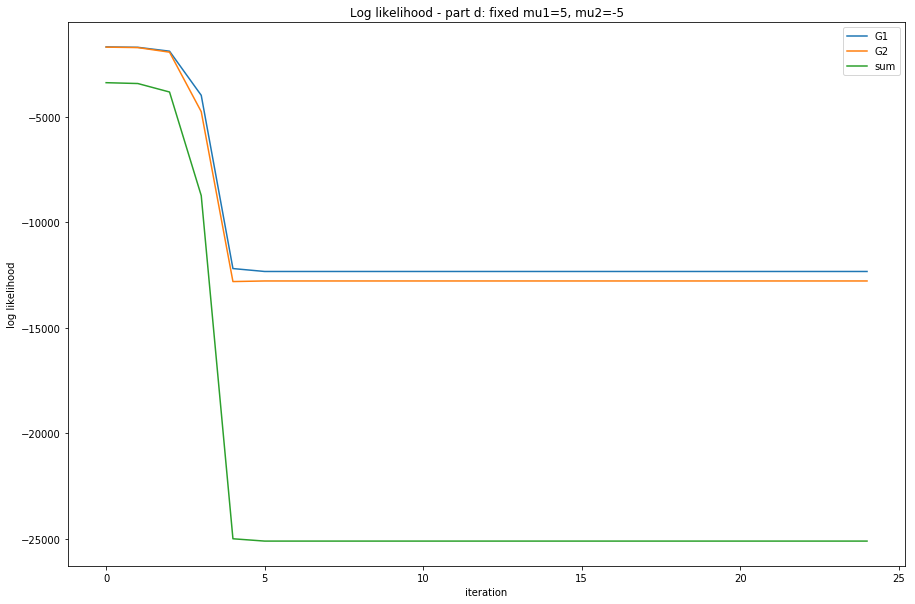 Log likelihood - part d: fixed mu1=5, mu2=-5
G1
G2
sum
log likelihood
−5000
−10000
−15000
−20000
−25000
0
5
10
15
20
25
iteration